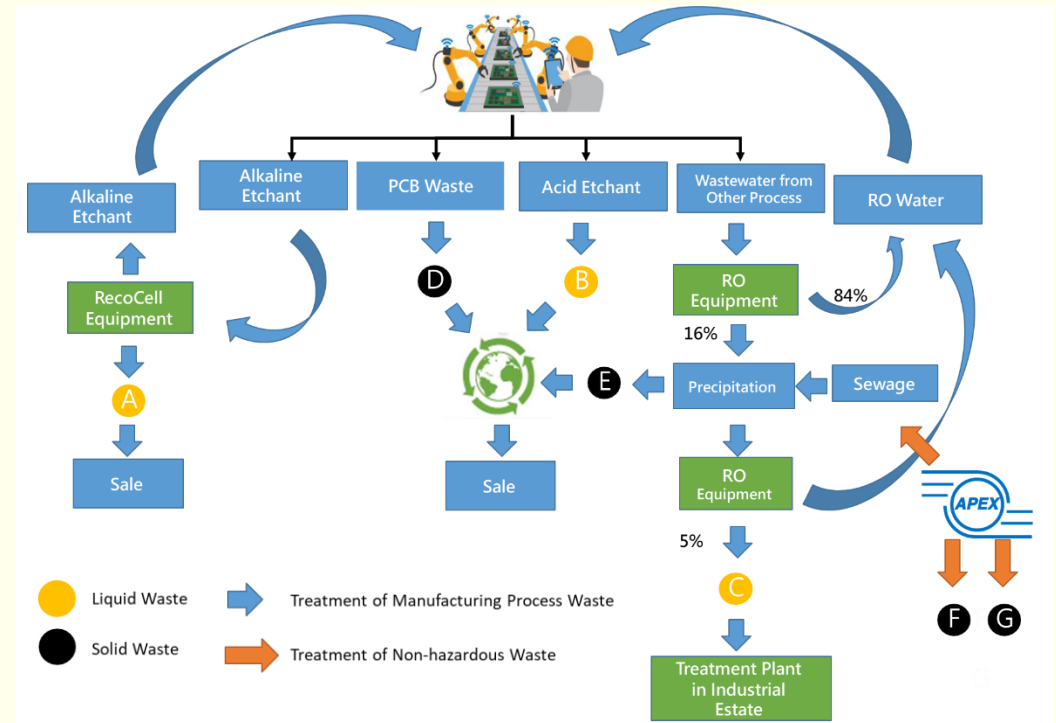 Alkaline
Etchant
Alkaline
Etchant
PCB Waste
Acid Etchant
Wastewater from
Other Process
RO Water
RecoCell
Equipment
D
B
RO
Equipment
84%
16%
A
E
Precipitation
Sewage
Sale
Sale
RO
Equipment
APEX
5%
C
F
G
Liquid Waste
Treatment of Manufacturing Process Waste
Solid Waste
Treatment of Non-hazardous Waste
Treatment Plant
in Industrial
Estate